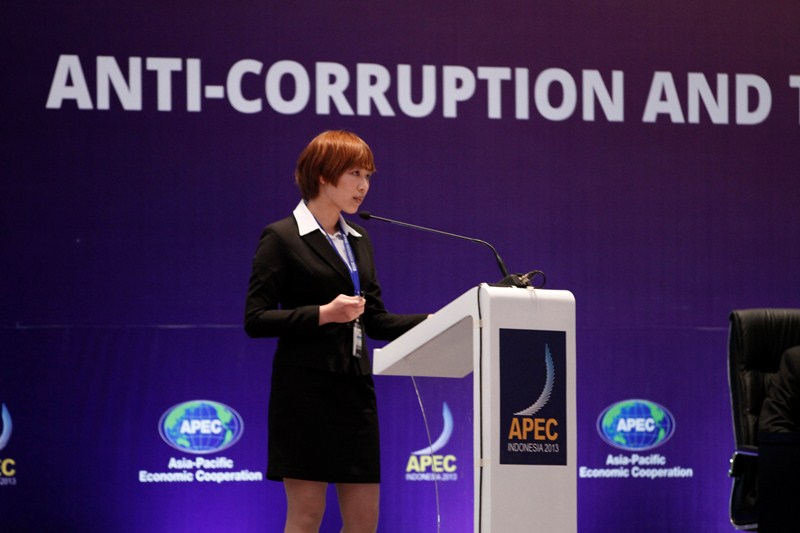 ANTI-CORRUPTION AND T
APEC
Asia-Pacific
Economic Cooperation
APEC
INDONESIA 2013
APEC
INDONESIA 2013
APEC
Asia-Pacific
Economic Cooperation